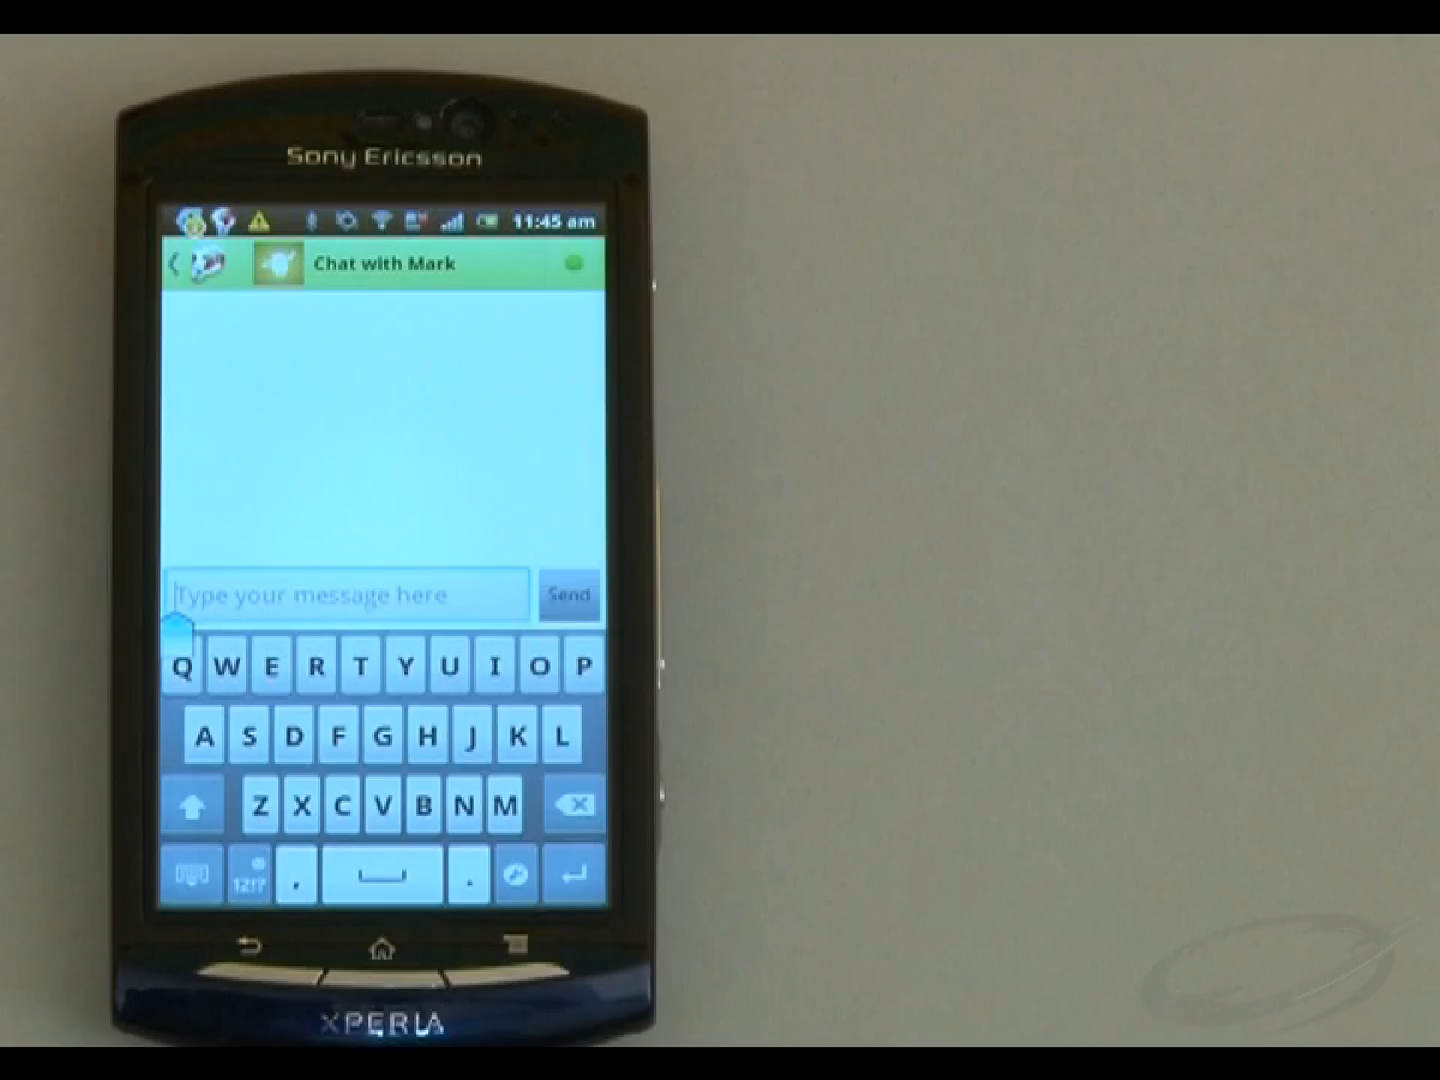 Sony Ericsson
11:45 am
Chat with Mark
Type your message here
Send
Q W E R T Y U I O P
A S D F G H J K L
Z X C V B N M
12!?
, .
XPERIA